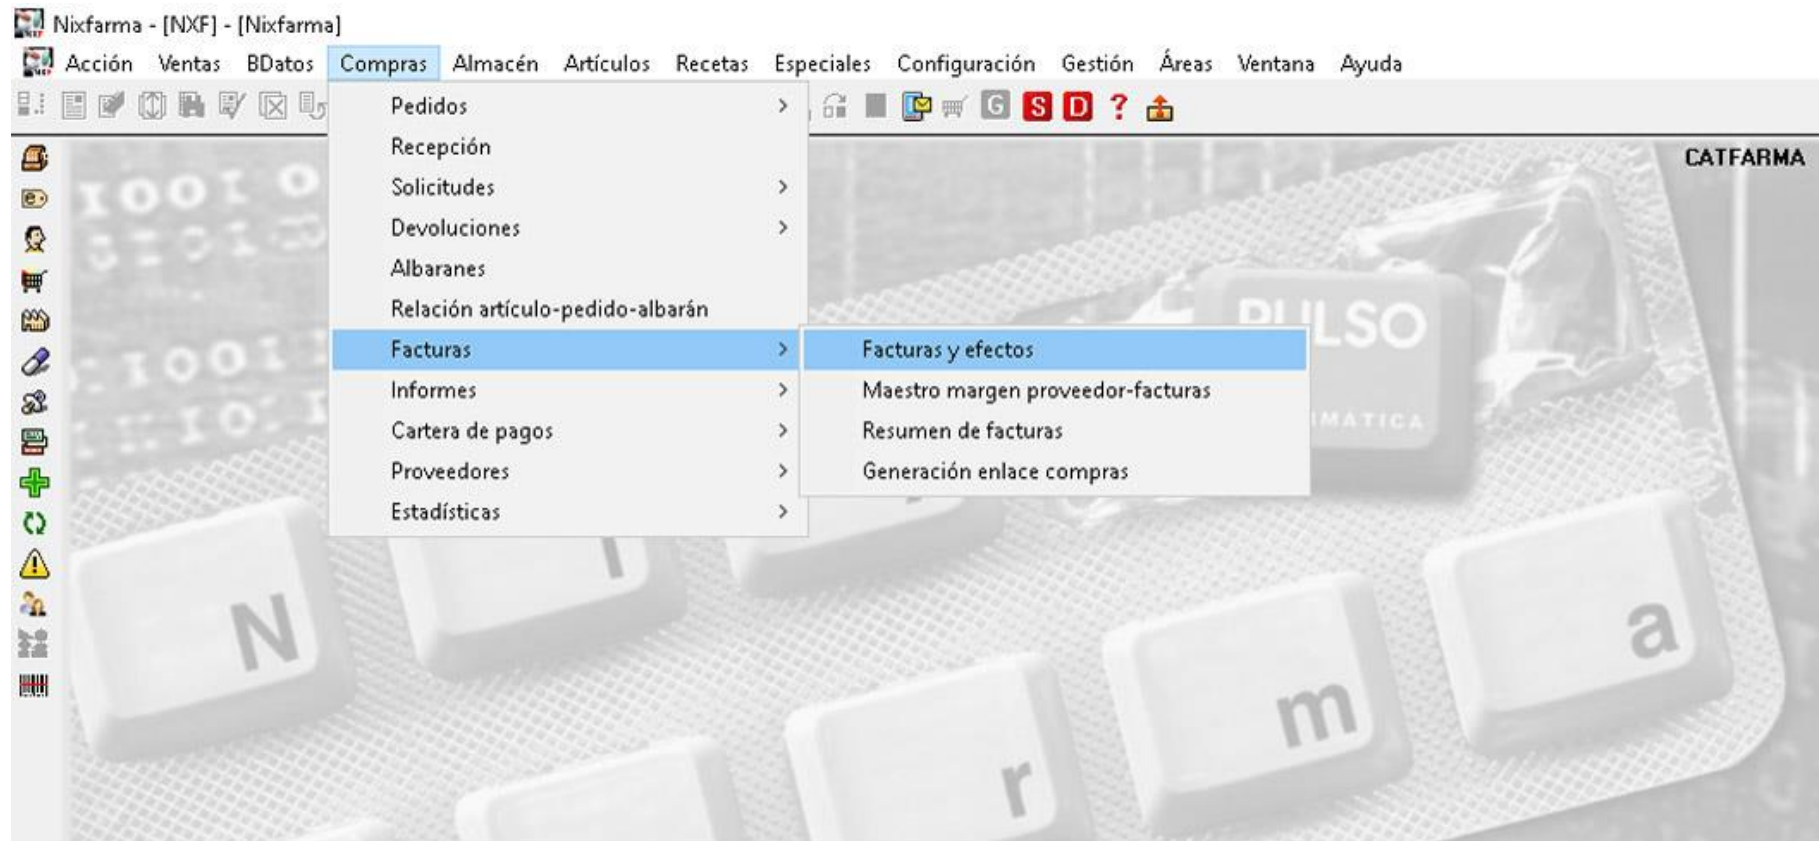 Nixfarma - [NXF] - [Nixfarma]
Acción Ventas BDatos Compras Almacén Artículos Recetas Especiales Configuración Gestión Áreas Ventana Ayuda
G S D ?
CATFARMA
Pedidos
Recepción
Solicitudes
Devoluciones
Albaranes
Relación artículo-pedido-albarán
Facturas
Informes
Cartera de pagos
Proveedores
Estadísticas
Facturas y efectos
Maestro margen proveedor-facturas
Resumen de facturas
Generación enlace compras
PULSO
N
i
r
m
a